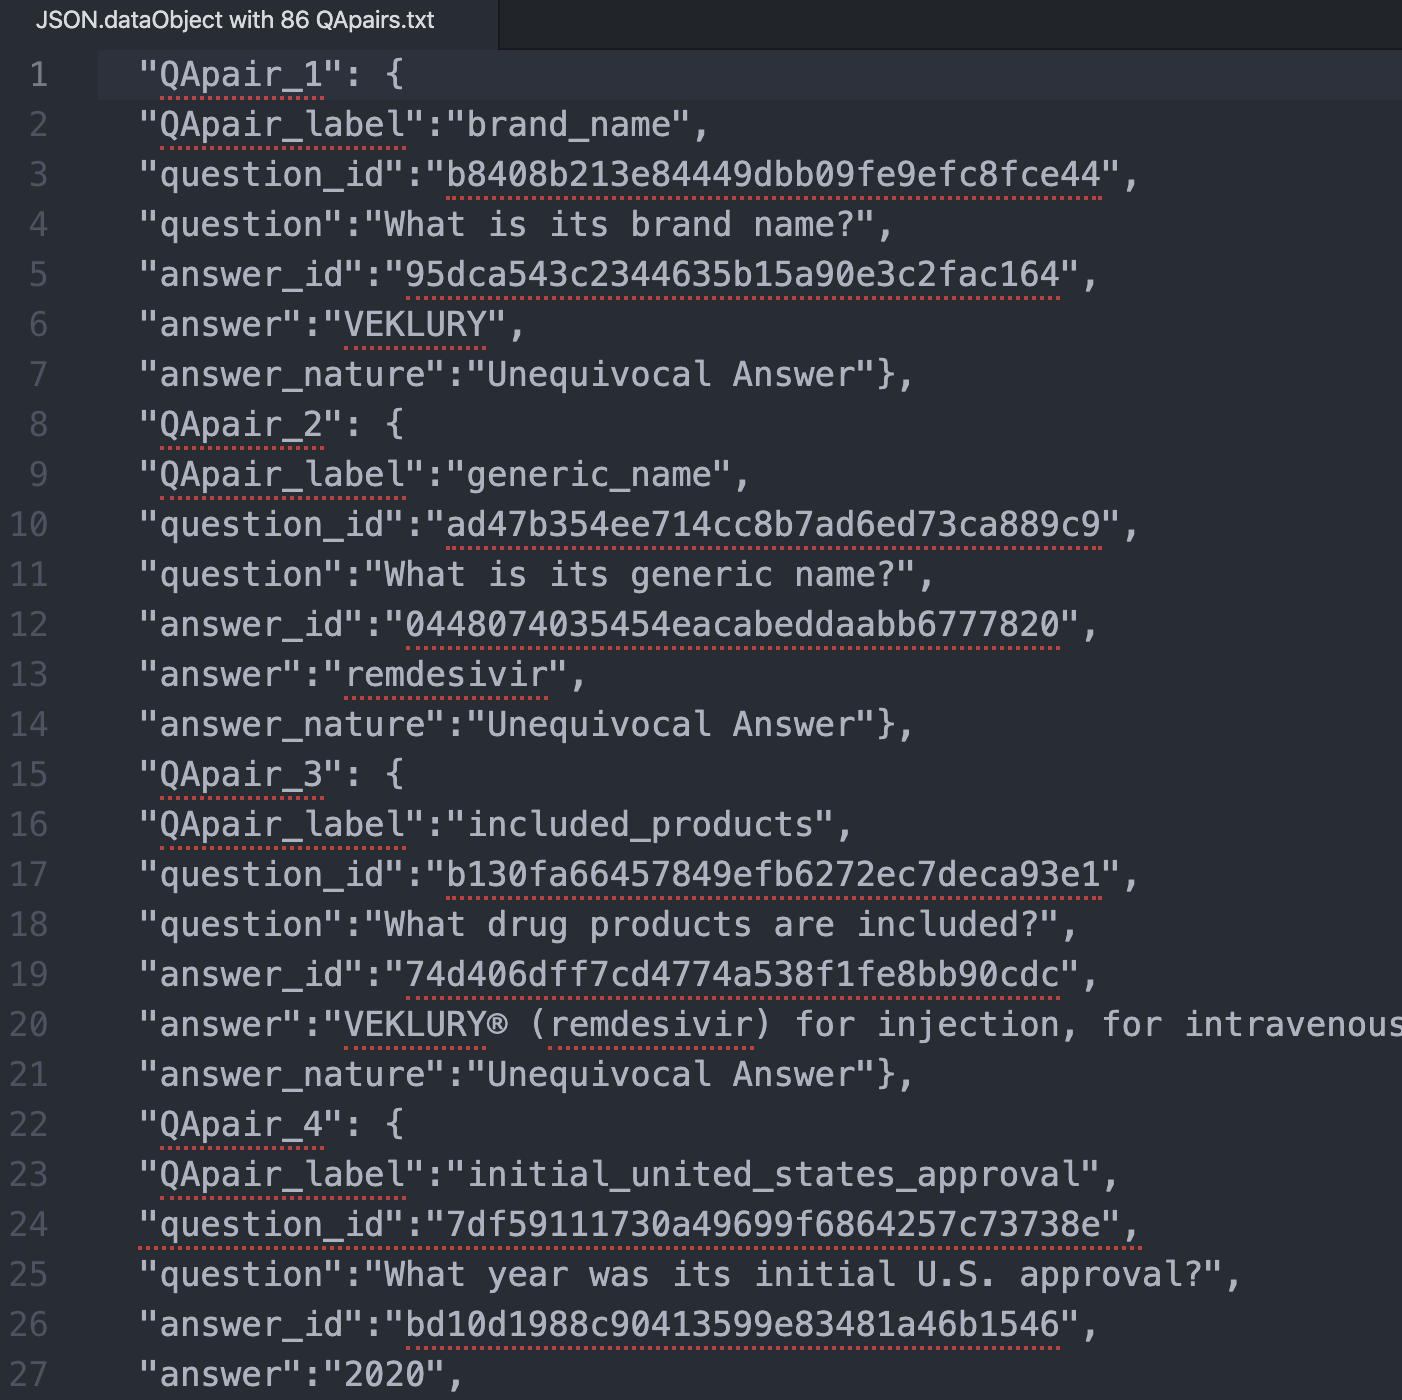 JSON.dataObject with 86 QApairs.txt
1 "QApair_1": {
2 "QApair_label":"brand_name",
3 "question_id":"b8408b213e84449dbb09fe9efc8fce44",
4 "question":"What is its brand name?",
5 "answer_id":"95dca543c2344635b15a90e3c2fac164",
6 "answer":"VEKLURY",
7 "answer_nature":"Unequivocal Answer"},
8 "QApair_2": {
9 "QApair_label":"generic_name",
10 "question_id":"ad47b354ee714cc8b7ad6ed73ca889c9",
11 "question":"What is its generic name?",
12 "answer_id":"0448074035454eacabeddaabb6777820",
13 "answer":"remdesivir",
14 "answer_nature":"Unequivocal Answer"},
15 "QApair_3": {
16 "QApair_label":"included_products",
17 "question_id":"b130fa66457849efb6272ec7deca93e1",
18 "question":"What drug products are included?",
19 "answer_id":"74d406dff7cd4774a538f1fe8bb90cdc",
20 "answer":"VEKLURY® (remdesivir) for injection, for intravenous
21 "answer_nature":"Unequivocal Answer"},
22 "QApair_4": {
23 "QApair_label":"initial_united_states_approval",
24 "question_id":"7df59111730a49699f6864257c73738e",
25 "question":"What year was its initial U.S. approval?",
26 "answer_id":"bd10d1988c90413599e83481a46b1546",
27 "answer":"2020",